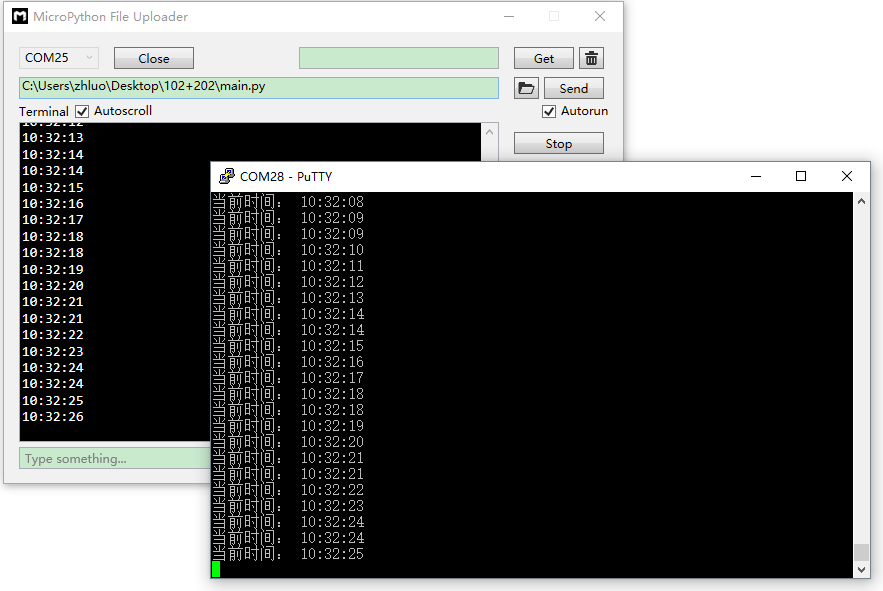 MicroPython File Uploader
COM25
Close
Get
C:\Users\zhluo\Desktop\102+202\main.py
Send
Terminal
Autoscroll
Autorun
Stop
10:32:12
10:32:13
10:32:14
10:32:14
10:32:15
10:32:16
10:32:17
10:32:18
10:32:18
10:32:19
10:32:20
10:32:21
10:32:21
10:32:22
10:32:23
10:32:24
10:32:24
10:32:25
10:32:26
Type something...
COM28 - PuTTY
当前时间： 10:32:08
当前时间： 10:32:09
当前时间： 10:32:09
当前时间： 10:32:10
当前时间： 10:32:11
当前时间： 10:32:12
当前时间： 10:32:13
当前时间： 10:32:14
当前时间： 10:32:14
当前时间： 10:32:15
当前时间： 10:32:16
当前时间： 10:32:17
当前时间： 10:32:18
当前时间： 10:32:18
当前时间： 10:32:19
当前时间： 10:32:20
当前时间： 10:32:21
当前时间： 10:32:21
当前时间： 10:32:22
当前时间： 10:32:23
当前时间： 10:32:24
当前时间： 10:32:24
当前时间： 10:32:25